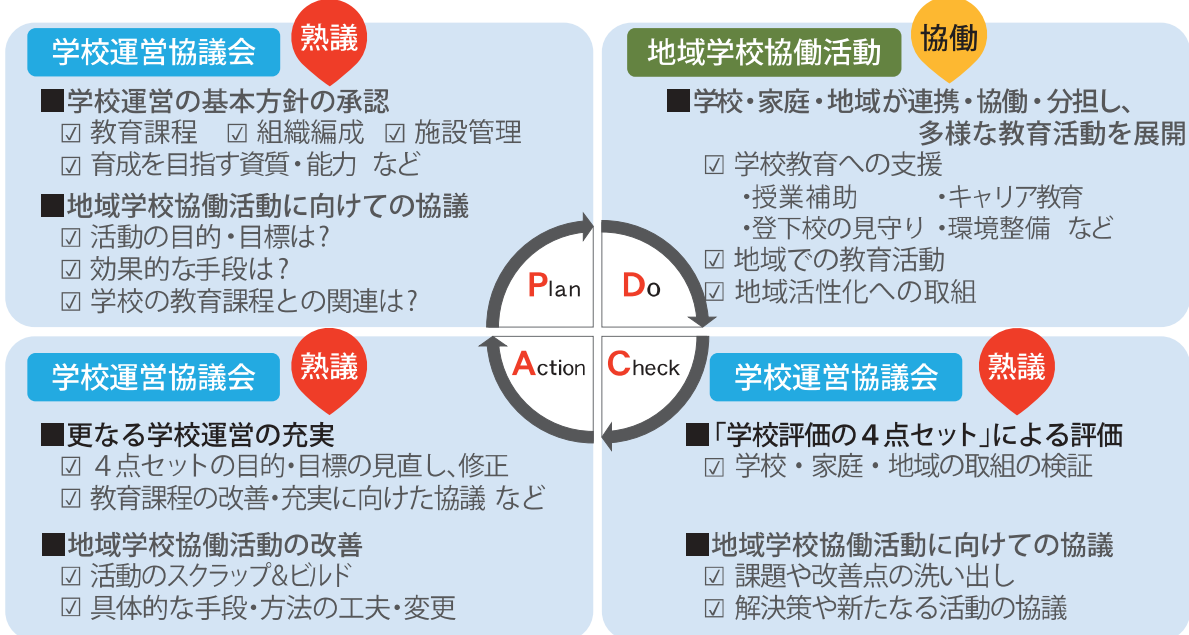 学校運営協議会
熟議
■学校運営の基本方針の承認
☑ 教育課程 ☑ 組織編成 ☑ 施設管理
☑ 育成を目指す資質・能力 など
■地域学校協働活動に向けての協議
☑ 活動の目的・目標は?
☑ 効果的な手段は?
☑ 学校の教育課程との関連は?
Plan
地域学校協働活動
協働
■学校・家庭・地域が連携・協働・分担し、
多様な教育活動を展開
☑ 学校教育への支援
・授業補助 ・キャリア教育
・登下校の見守り ・環境整備 など
☑ 地域での教育活動
☑ 地域活性化への取組
Do
学校運営協議会
熟議
■更なる学校運営の充実
☑ 4点セットの目的・目標の見直し、修正
☑ 教育課程の改善・充実に向けた協議 など
■地域学校協働活動の改善
☑ 活動のスクラップ&ビルド
☑ 具体的な手段・方法の工夫・変更
Action
学校運営協議会
熟議
■「学校評価の4点セット」による評価
☑ 学校・家庭・地域の取組の検証
■地域学校協働活動に向けての協議
☑ 課題や改善点の洗い出し
☑ 解決策や新たなる活動の協議
Check